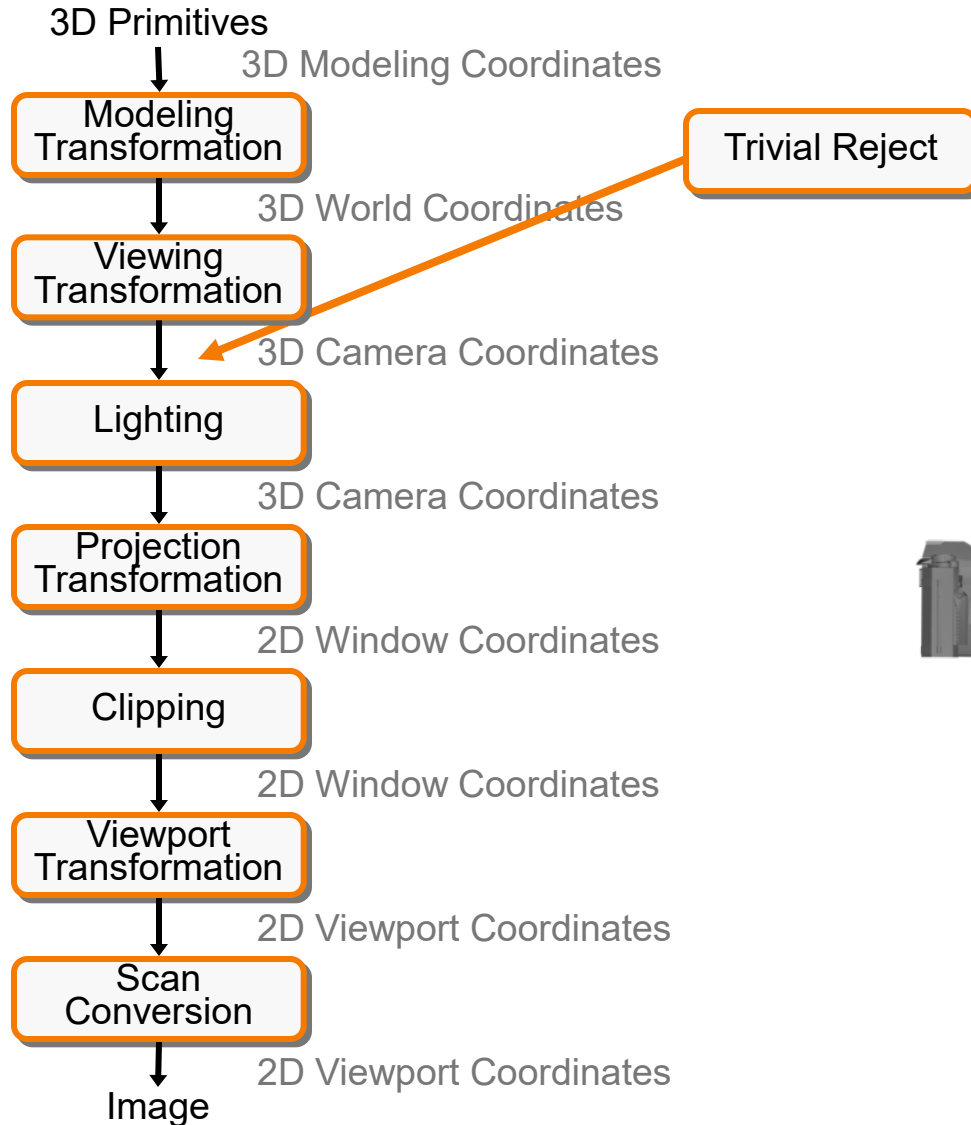 3D Primitives
3D Modeling Coordinates
Modeling
Transformation
Trivial Reject
3D World Coordinates
Viewing
Transformation
3D Camera Coordinates
Lighting
3D Camera Coordinates
Projection
Transformation
2D Window Coordinates
Clipping
2D Window Coordinates
Viewport
Transformation
2D Viewport Coordinates
Scan
Conversion
2D Viewport Coordinates
Image